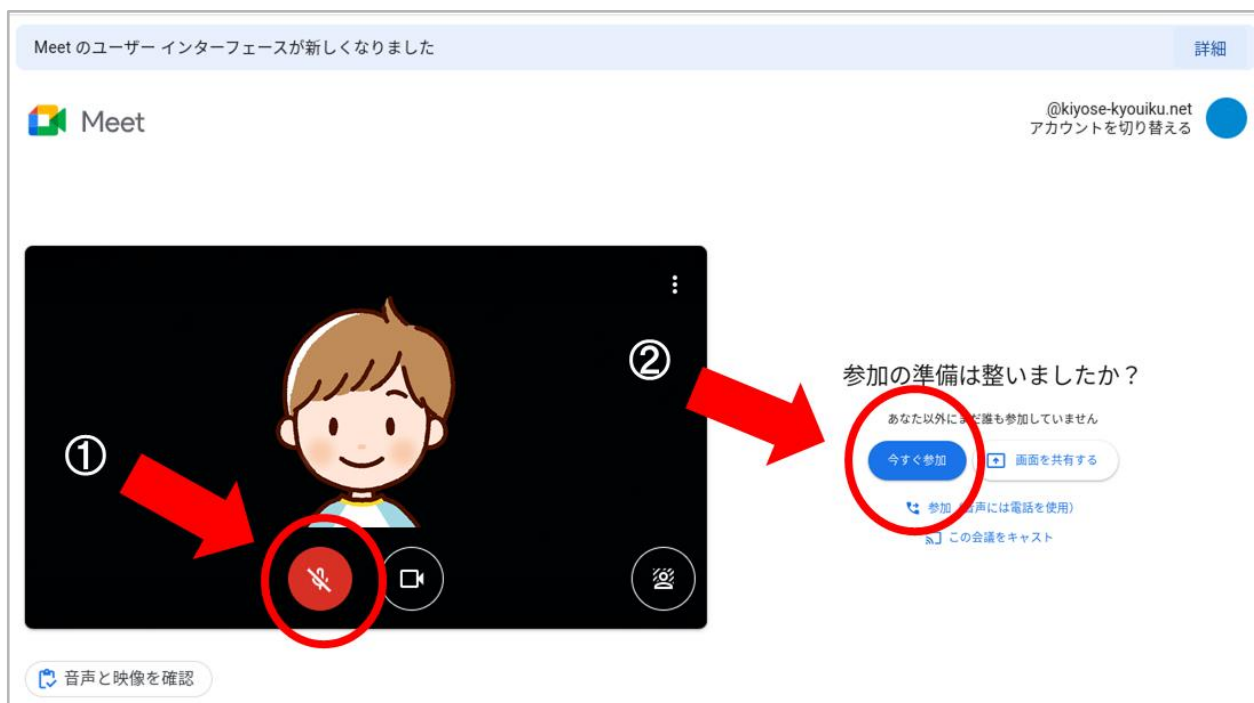 Meet のユーザー インターフェースが新しくなりました
詳細
Meet
@kiyose-kyouiku.net
アカウントを切り替える
①
②
参加の準備は整いましたか？
あなた以外にまだ誰も参加していません
今すぐ参加
画面を共有する
参加（音声には電話を使用）
この会議をキャスト
音声と映像を確認